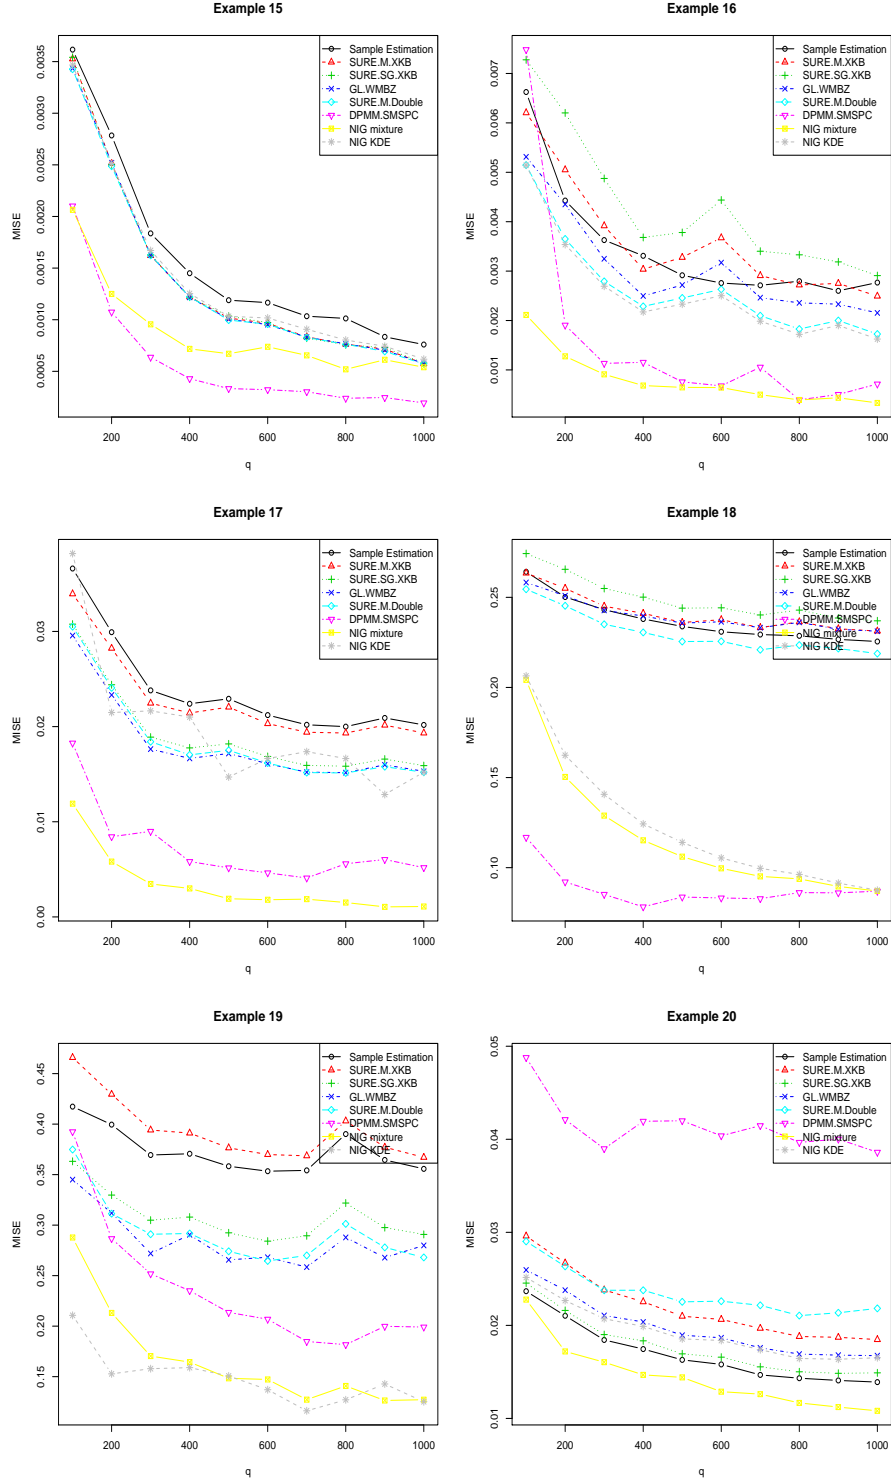 Example 15
MISE
0.0005 0.0010 0.0015 0.0020 0.0025 0.0030 0.0035
200 400 600 800 1000
q
Sample Estimation
SURE.M.XKB
SURE.SG.XKB
GL.WMBZ
SURE.M.Double
DPMM.SMSPC
NIG mixture
NIG KDE
Example 16
MISE
0.001 0.002 0.003 0.004 0.005 0.006 0.007
200 400 600 800 1000
q
Sample Estimation
SURE.M.XKB
SURE.SG.XKB
GL.WMBZ
SURE.M.Double
DPMM.SMSPC
NIG mixture
NIG KDE
Example 17
MISE
0.00 0.01 0.02 0.03
200 400 600 800 1000
q
Sample Estimation
SURE.M.XKB
SURE.SG.XKB
GL.WMBZ
SURE.M.Double
DPMM.SMSPC
NIG mixture
NIG KDE
Example 18
MISE
0.10 0.15 0.20 0.25
200 400 600 800 1000
q
Sample Estimation
SURE.M.XKB
SURE.SG.XKB
GL.WMBZ
SURE.M.Double
DPMM.SMSPC
NIG mixture
NIG KDE
Example 19
MISE
0.15 0.20 0.25 0.30 0.35 0.40 0.45
200 400 600 800 1000
q
Sample Estimation
SURE.M.XKB
SURE.SG.XKB
GL.WMBZ
SURE.M.Double
DPMM.SMSPC
NIG mixture
NIG KDE
Example 20
MISE
0.01 0.02 0.03 0.04 0.05
200 400 600 800 1000
q
Sample Estimation
SURE.M.XKB
SURE.SG.XKB
GL.WMBZ
SURE.M.Double
DPMM.SMSPC
NIG mixture
NIG KDE